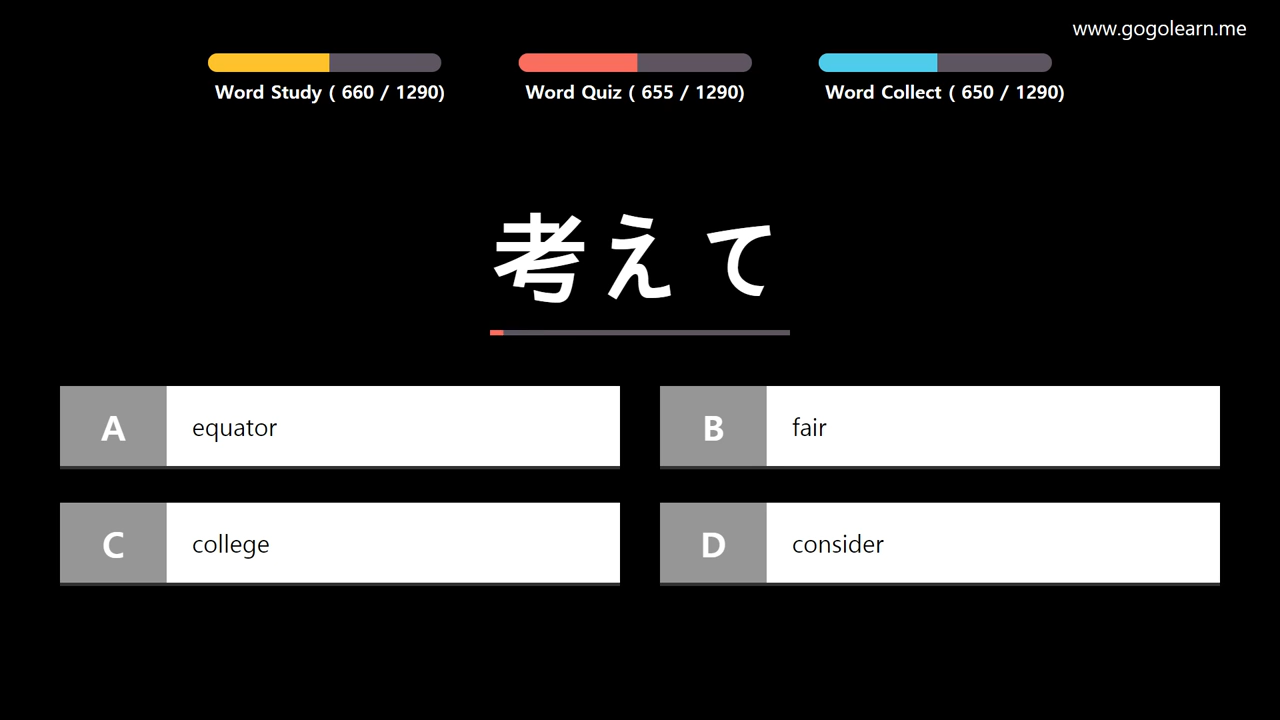 www.gogolearn.me
Word Study ( 660 / 1290)
Word Quiz ( 655 / 1290)
Word Collect ( 650 / 1290)
考えて
A equator
B fair
C college
D consider